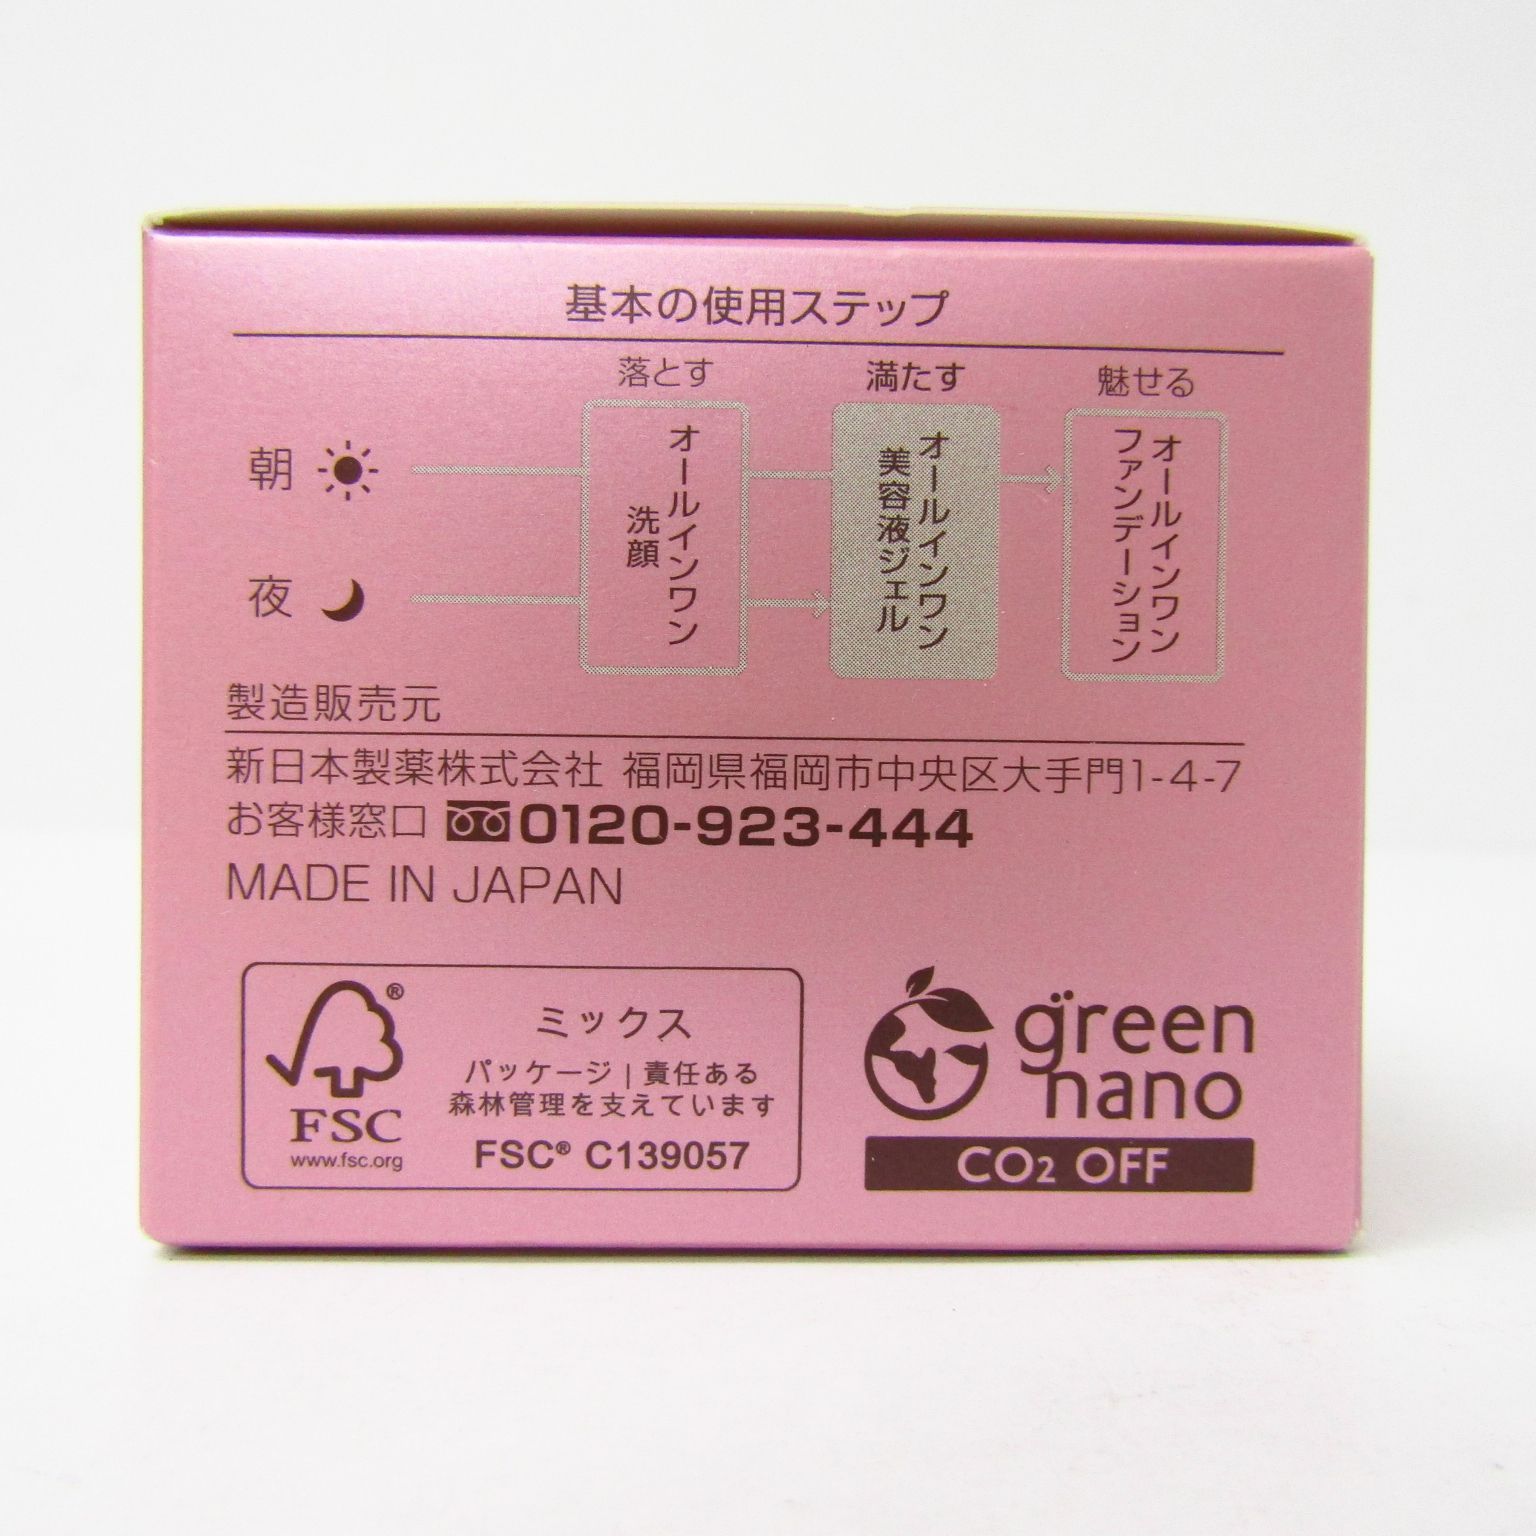 基本の使用ステップ
落とす
満たす
魅せる
朝
夜
オールインワン
洗顔
オールインワン
美容液ジェル
オールインワン
ファンデーション
製造販売元
新日本製薬株式会社 福岡県福岡市中央区大手門1-4-7
お客様窓口 0120-923-444
MADE IN JAPAN
®
FSC
www.fsc.org
ミックス
パッケージ | 責任ある
森林管理を支えています
FSC® C139057
green
nano
CO2 OFF